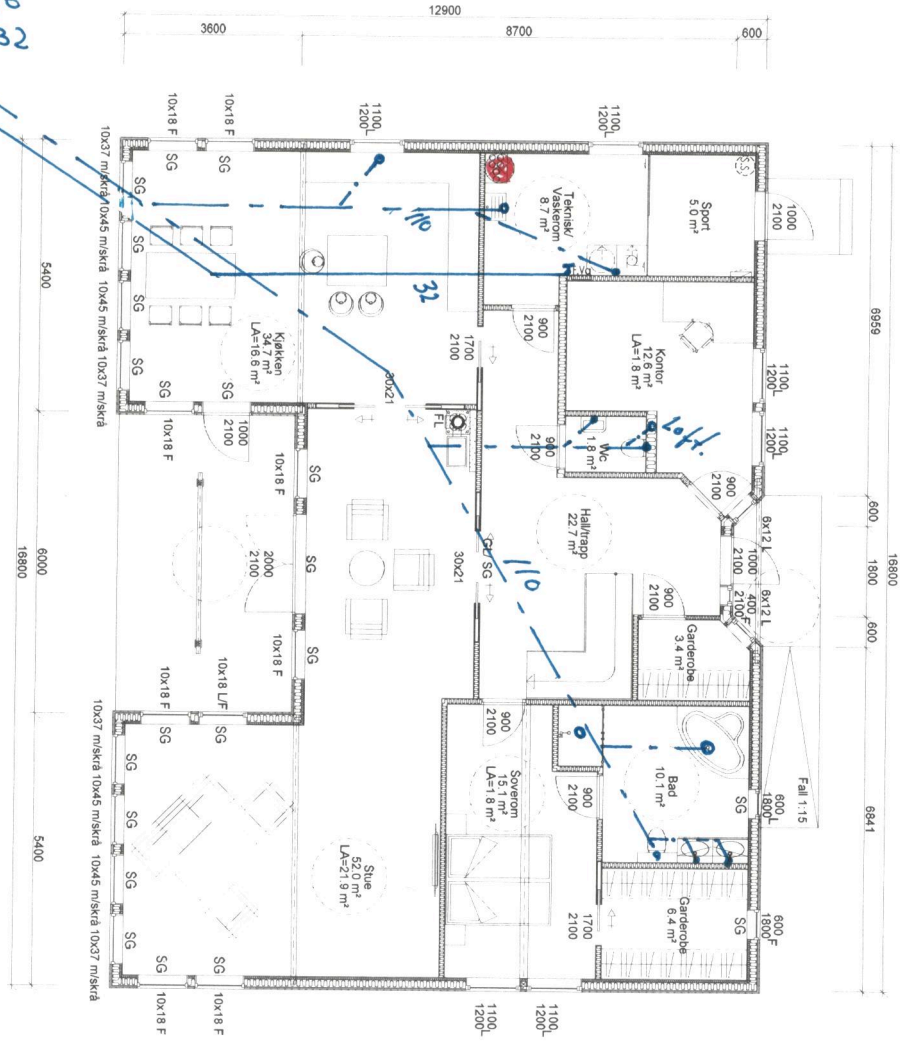 12900
3600
8700
600
32
1100
1200L
1100
1200L
10x18 F
10x18 F
SG
SG
10x37 m/skrå 10x45 m/skrå 10x45 m/skrå 10x37 m/skrå
SG
SG
SG
SG
Teknisk/
Vaskerom
8.7 m²
Sport
5.0 m²
1000
2100
110
32
Kjøkken
34.7 m²
LA=16.6 m²
SG
SG
10x18 F
1700
2100
900
2100
Kontor
12.6 m²
LA=1.8 m²
1100
1200L
1100
1200L
5400
6959
16800
1000
2100
30x21
FL
900
2100
Wc
1.8 m²
Loft.
900
2100
600
1800
600
6x12 L
1000
2100
400
2100F
6x12 L
10x18 F
SG
2000
2100
SG
10x18 F
SG
30x21
SG
110
Hall/trapp
22.7 m²
900
2100
Garderobe
3.4 m²
6000
16800
10x18 F
10x18 L/F
SG
SG
900
2100
Soverom
15.1 m²
LA=1.8 m²
900
2100
Bad
10.1 m²
SG
600
1800L
Fall 1:15
6841
10x37 m/skrå 10x45 m/skrå 10x45 m/skrå 10x37 m/skrå
SG
SG
SG
SG
Stue
52.0 m²
LA=21.9 m²
1700
2100
Garderobe
6.4 m²
SG
600
1800F
5400
SG
SG
10x18 F
10x18 F
1100
1200L
1100
1200L